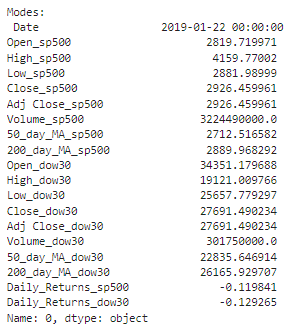 Modes:
Date 2019-01-22 00:00:00
Open_sp500 2819.719971
High_sp500 4159.77002
Low_sp500 2881.98999
Close_sp500 2926.459961
Adj Close_sp500 2926.459961
Volume_sp500 3224490000.0
50_day_MA_sp500 2712.516582
200_day_MA_sp500 2889.968292
Open_dow30 34351.179688
High_dow30 19121.009766
Low_dow30 25657.779297
Close_dow30 27691.490234
Adj Close_dow30 27691.490234
Volume_dow30 301750000.0
50_day_MA_dow30 22835.646914
200_day_MA_dow30 26165.929707
Daily_Returns_sp500 -0.119841
Daily_Returns_dow30 -0.129265
Name: 0, dtype: object